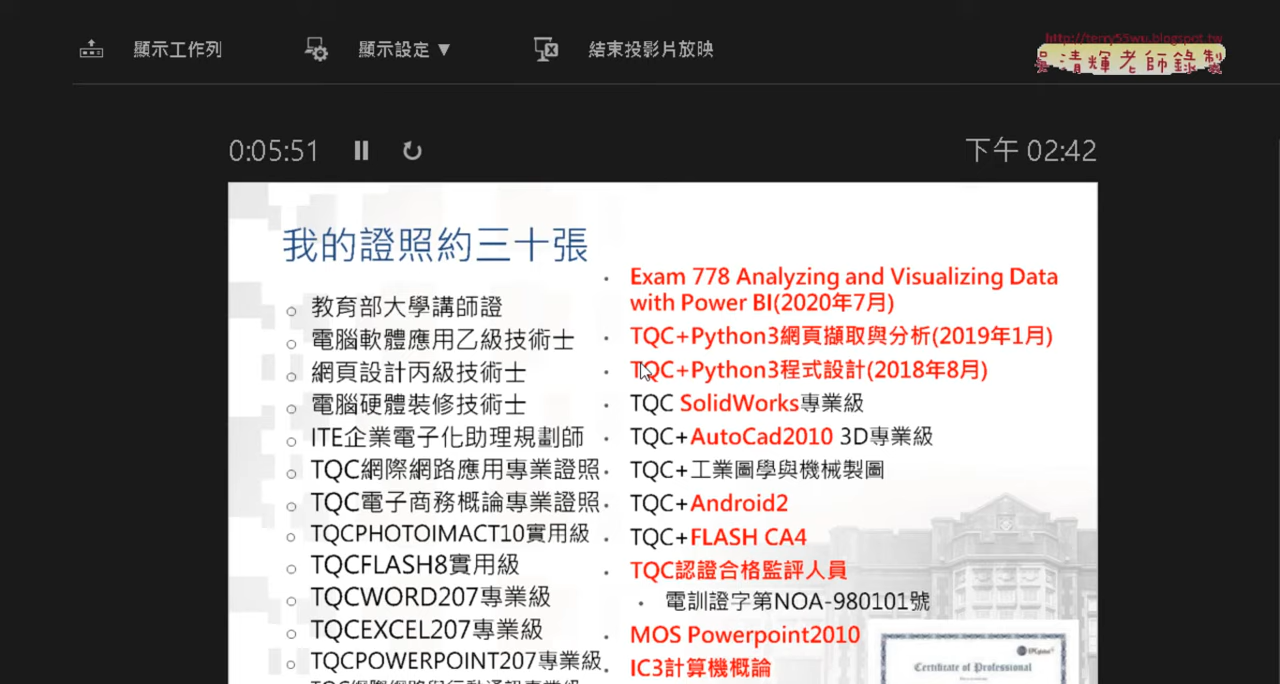 顯示工作列
顯示設定 ▼
結束投影片放映
http://terry55wu.blogspot.tw
吳清輝老師錄製
0:05:51
下午 02:42
我的證照約三十張
教育部大學講師證
電腦軟體應用乙級技術士
網頁設計丙級技術士
電腦硬體裝修技術士
ITE企業電子化助理規劃師
TQC網際網路應用專業證照
TQC電子商務概論專業證照
TQCPHOTOIMACT10實用級
TQCFLASH8實用級
TQCWORD207專業級
TQCEXCEL207專業級
TQCPOWERPOINT207專業級
Exam 778 Analyzing and Visualizing Data
with Power BI(2020年7月)
TQC+Python3網頁擷取與分析(2019年1月)
TQC+Python3程式設計(2018年8月)
TQC SolidWorks專業級
TQC+AutoCad2010 3D專業級
TQC+工業圖學與機械製圖
TQC+Android2
TQC+FLASH CA4
TQC認證合格監評人員
電訓證字第NOA-980101號
MOS Powerpoint2010
IC3計算機概論
Certificate of Professional